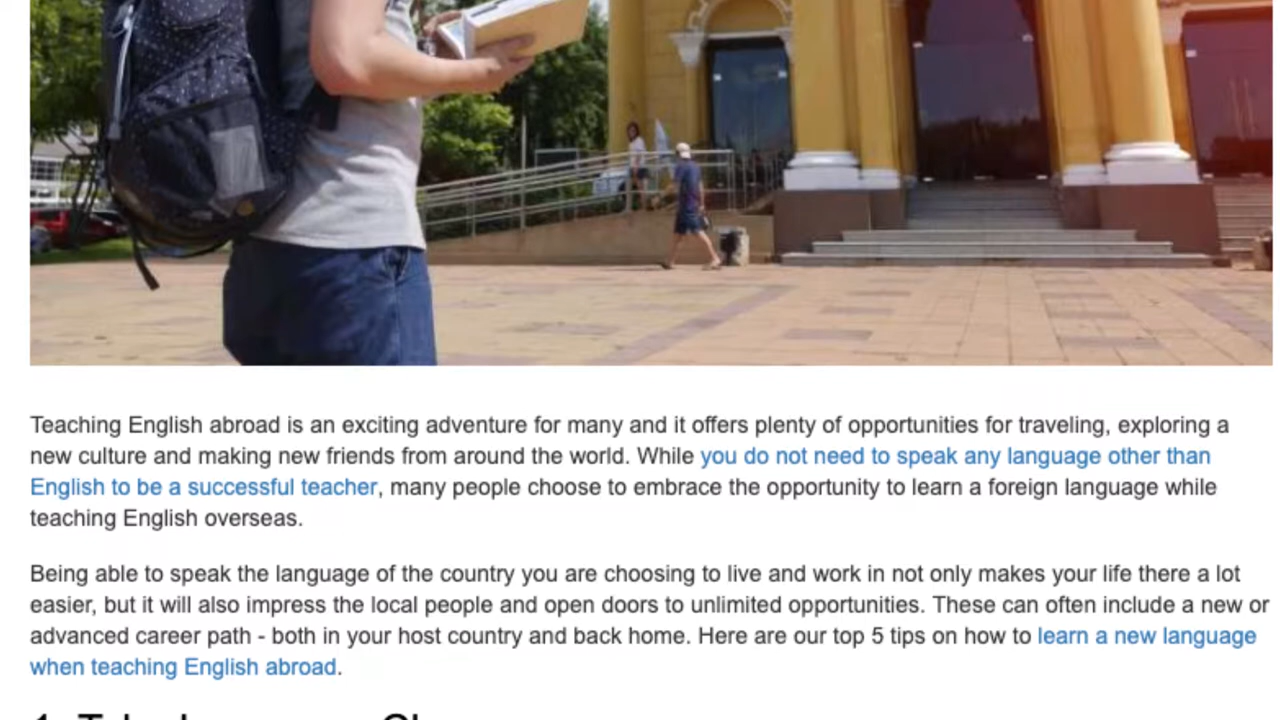 Teaching English abroad is an exciting adventure for many and it offers plenty of opportunities for traveling, exploring a
new culture and making new friends from around the world. While you do not need to speak any language other than
English to be a successful teacher, many people choose to embrace the opportunity to learn a foreign language while
teaching English overseas.
Being able to speak the language of the country you are choosing to live and work in not only makes your life there a lot
easier, but it will also impress the local people and open doors to unlimited opportunities. These can often include a new or
advanced career path - both in your host country and back home. Here are our top 5 tips on how to learn a new language
when teaching English abroad.